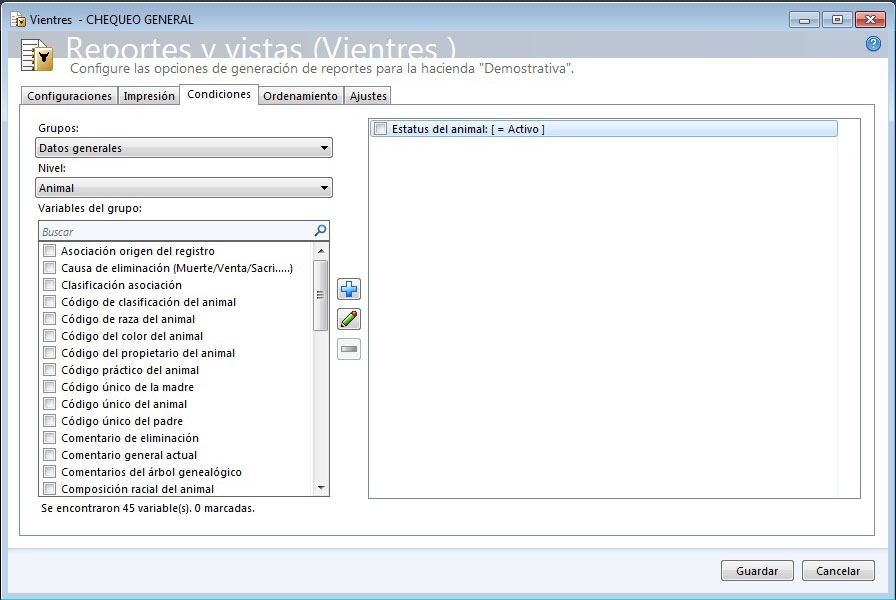 Vientres - CHEQUEO GENERAL
Reportes y vistas (Vientres )
Configure las opciones de generación de reportes para la hacienda "Demostrativa".
Configuraciones Impresión Condiciones Ordenamiento Ajustes
Grupos:
Datos generales
Nivel:
Animal
Variables del grupo:
Buscar
Asociación origen del registro
Causa de eliminación (Muerte/Venta/Sacri.....)
Clasificación asociación
Código de clasificación del animal
Código de raza del animal
Código del color del animal
Código del propietario del animal
Código práctico del animal
Código único de la madre
Código único del animal
Código único del padre
Comentario de eliminación
Comentario general actual
Comentarios del árbol genealógico
Composición racial del animal
Se encontraron 45 variable(s). 0 marcadas.
Estatus del animal: [ = Activo ]
Guardar Cancelar